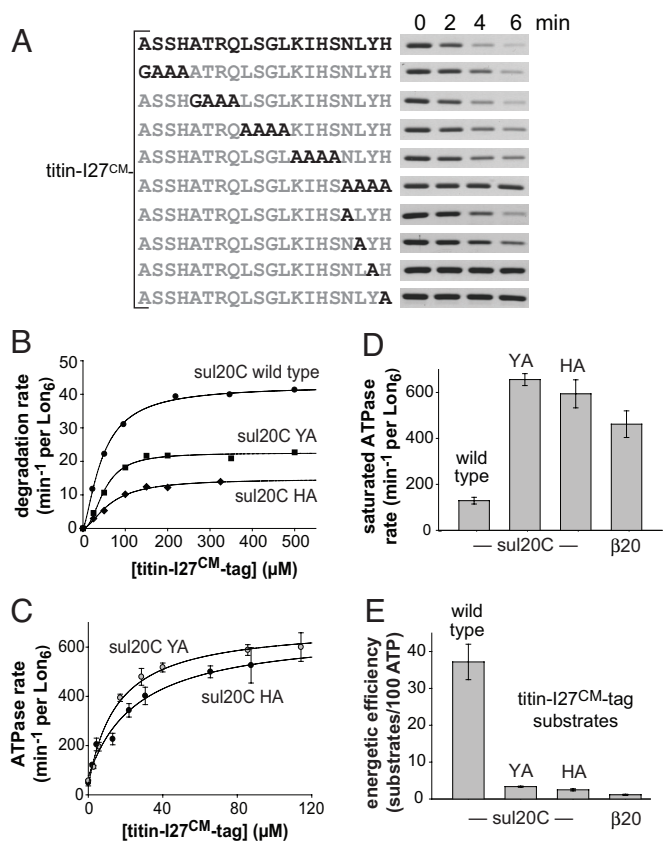 A
0 2 4 6 min
titin-I27CM-
ASSHATRQLSGLKIHSNLYH
GAAAATRQLSGLKIHSNLYH
ASSHGAAALSGLKIHSNLYH
ASSHATRQAAAAKIHSNLYH
ASSHATRQLSGLAAAANLYH
ASSHATRQLSGLKIHSAAAA
ASSHATRQLSGLKIHSALYH
ASSHATRQLSGLKIHSNAYH
ASSHATRQLSGLKIHSNLAH
ASSHATRQLSGLKIHSNLYA
B
degradation rate
(min-1 per Lon6)
50
40
30
20
10
0
sul20C wild type
sul20C YA
sul20C HA
0 100 200 300 400 500
[titin-I27CM-tag] (µM)
C
ATPase rate
(min-1 per Lon6)
600
400
200
0
sul20C YA
sul20C HA
0 40 80 120
[titin-I27CM-tag] (µM)
D
saturated ATPase
rate (min-1 per Lon6)
600
400
200
0
wild
type
YA
HA
— sul20C — β20
E
energetic efficiency
(substrates/100 ATP)
40
30
20
10
0
wild
type
titin-I27CM-tag
substrates
YA
HA
— sul20C — β20